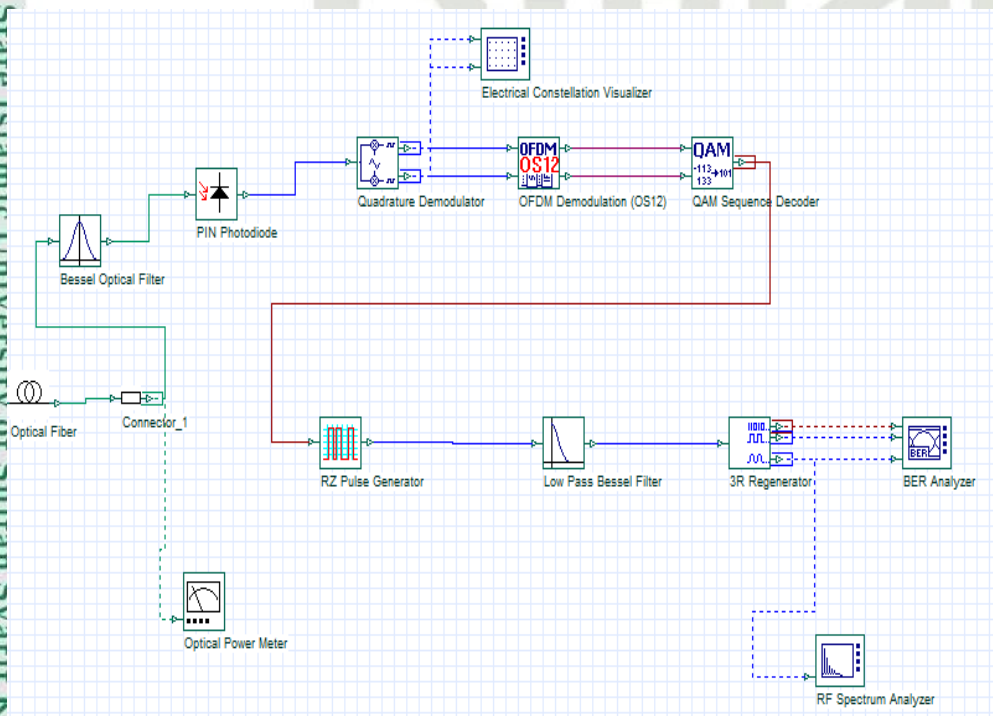 Electrical Constellation Visualizer
OFDM
OS12
QAM
-113
→101
133
Quadrature Demodulator
OFDM Demodulation (OS12)
QAM Sequence Decoder
PIN Photodiode
Bessel Optical Filter
Optical Fiber
Connector_1
RZ Pulse Generator
Low Pass Bessel Filter
3R Regenerator
BER
BER Analyzer
Optical Power Meter
RF Spectrum Analyzer